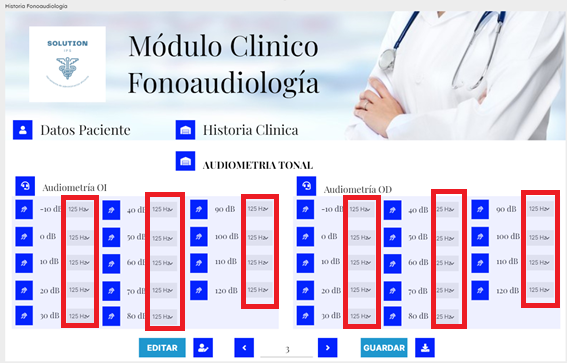 Historia Fonoaudiologia
SOLUTION
IPS
Módulo Clinico
Fonoaudiología
Datos Paciente
Historia Clinica
AUDIOMETRIA TONAL
Audiometría OI
Audiometría OD
-10 dB 125 Hz 40 dB 125 Hz 90 dB 125 Hz -10 dB 125 Hz 40 dB 125 Hz 90 dB 125 Hz
0 dB 125 Hz 50 dB 125 Hz 100 dB 125 Hz 0 dB 125 Hz 50 dB 125 Hz 100 dB 125 Hz
10 dB 125 Hz 60 dB 125 Hz 110 dB 125 Hz 10 dB 125 Hz 60 dB 125 Hz 110 dB 125 Hz
20 dB 125 Hz 70 dB 125 Hz 120 dB 125 Hz 20 dB 125 Hz 70 dB 125 Hz 120 dB 125 Hz
30 dB 125 Hz 80 dB 125 Hz 30 dB 125 Hz 80 dB 125 Hz
EDITAR < 3 > GUARDAR